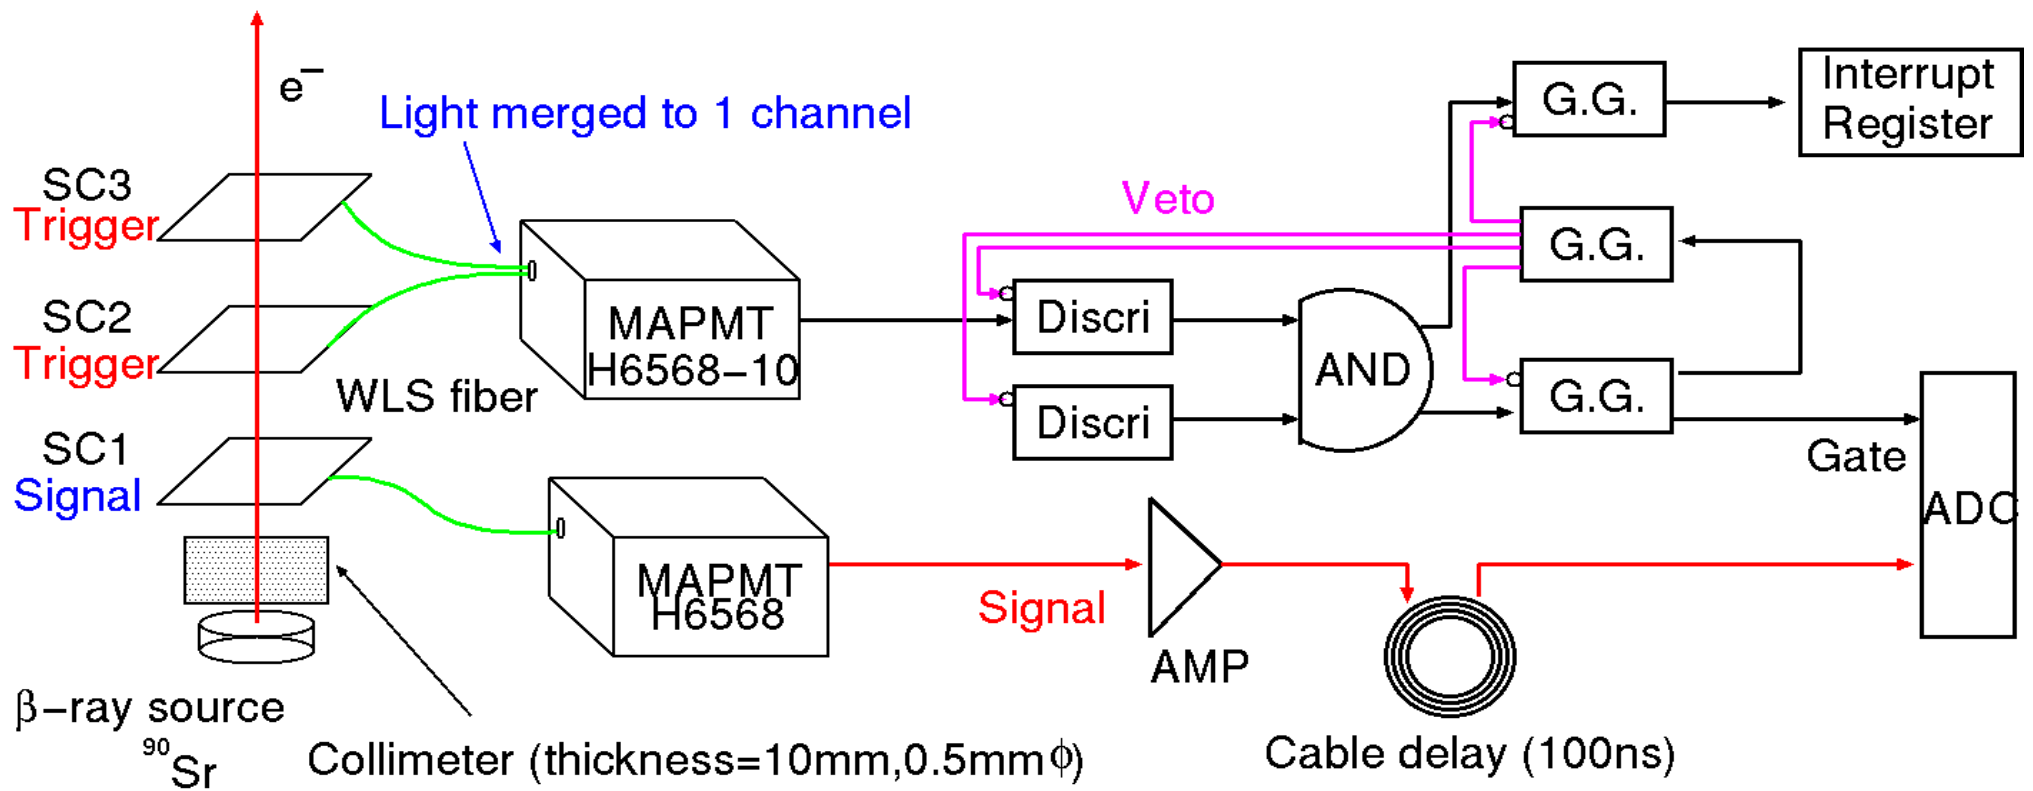 e⁻
Light merged to 1 channel
SC3
Trigger
SC2
Trigger
SC1
Signal
WLS fiber
MAPMT
H6568-10
MAPMT
H6568
Veto
Discri
Discri
AND
G.G.
G.G.
G.G.
Interrupt
Register
Gate
ADC
Signal
AMP
Cable delay (100ns)
β-ray source
⁹⁰Sr
Collimeter (thickness=10mm,0.5mmϕ)